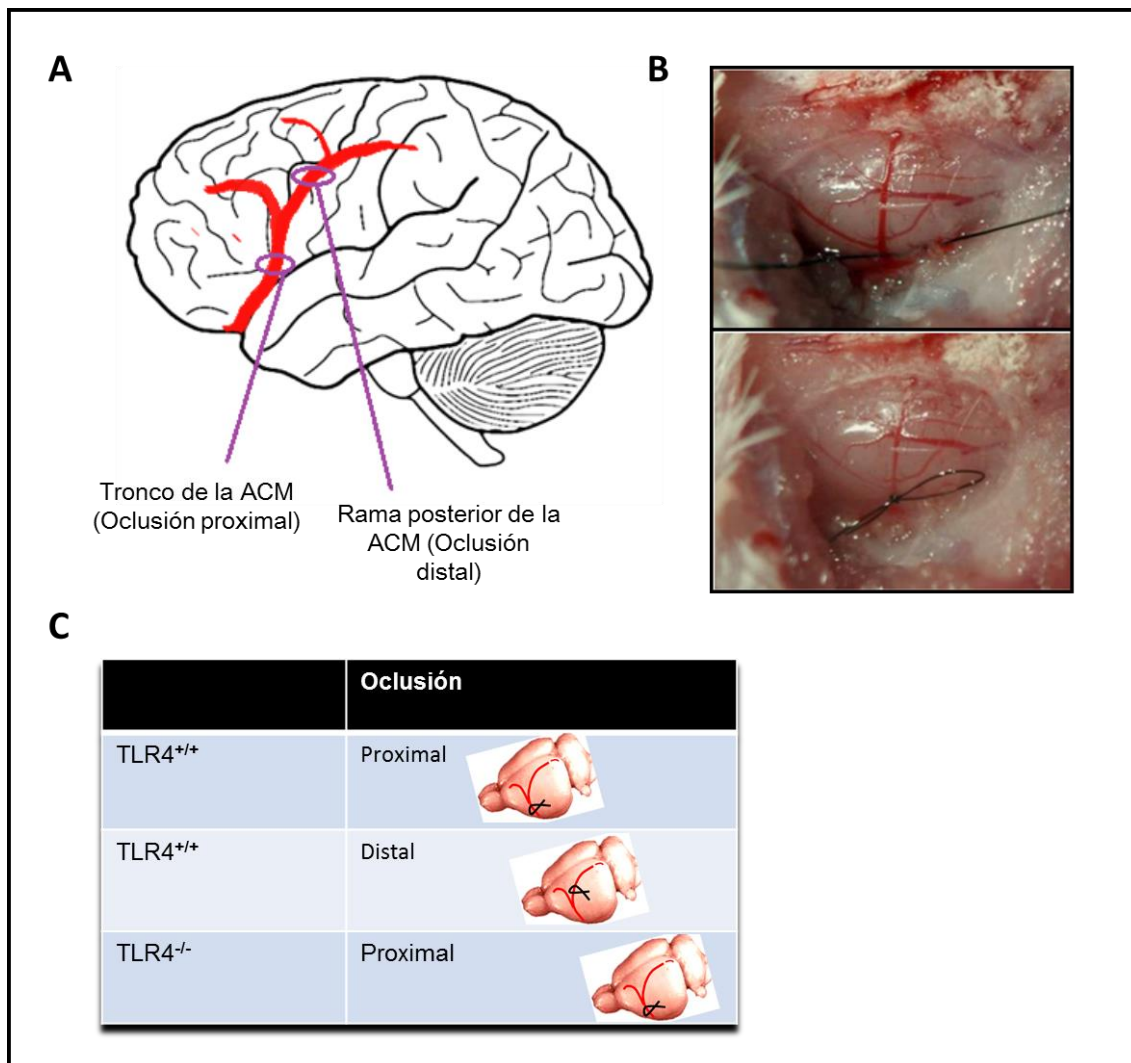 A
B
Tronco de la ACM
(Oclusión proximal)
Rama posterior de la
ACM (Oclusión
distal)
C
Oclusión
TLR4+/+ Proximal
TLR4+/+ Distal
TLR4-/- Proximal